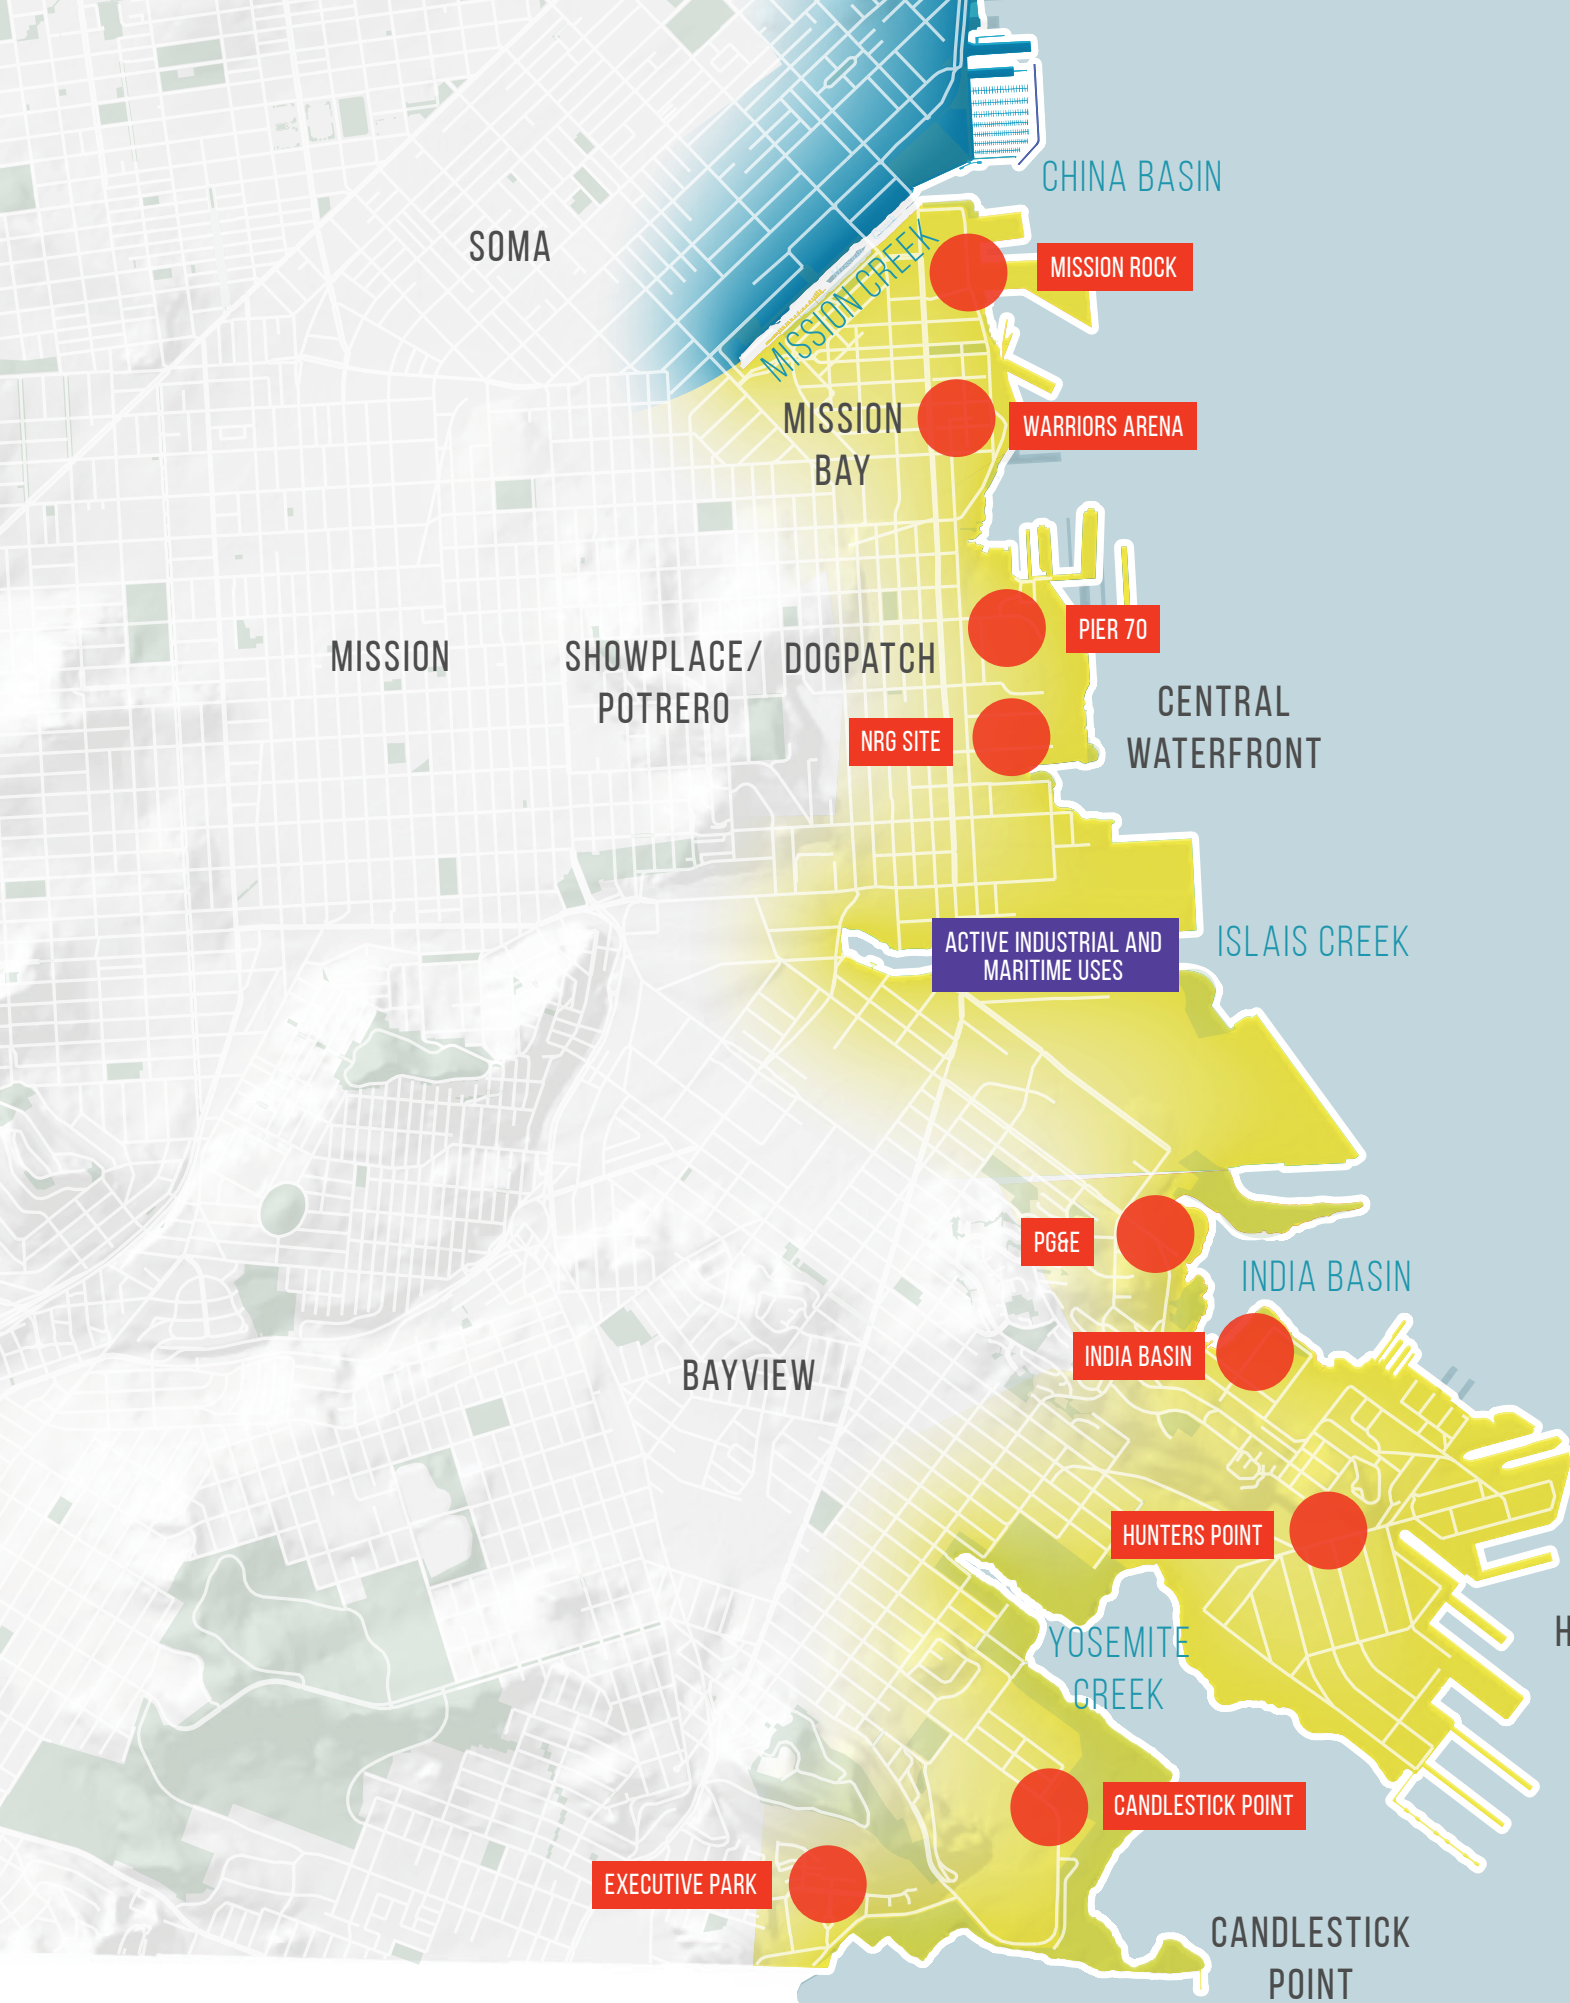 CHINA BASIN
SOMA
MISSION CREEK
MISSION ROCK
MISSION
BAY
WARRIORS ARENA
PIER 70
MISSION
SHOWPLACE/
POTRERO
DOGPATCH
CENTRAL
WATERFRONT
NRG SITE
ACTIVE INDUSTRIAL AND
MARITIME USES
ISLAIS CREEK
PG&E
INDIA BASIN
INDIA BASIN
BAYVIEW
HUNTERS POINT
H
YOSEMITE
CREEK
CANDLESTICK POINT
EXECUTIVE PARK
CANDLESTICK
POINT